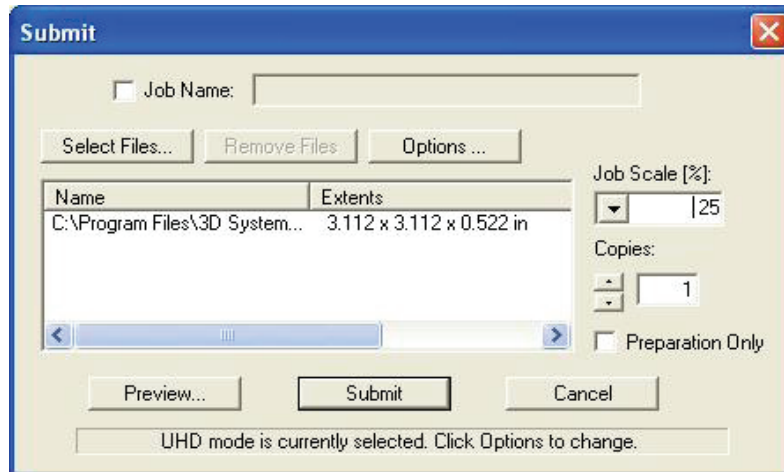 Submit
Job Name:
Select Files... Remove Files Options ...
Job Scale [%]:
Name Extents
C:\Program Files\3D System... 3.112 x 3.112 x 0.522 in
25
Copies:
1
Preparation Only
Preview... Submit Cancel
UHD mode is currently selected. Click Options to change.